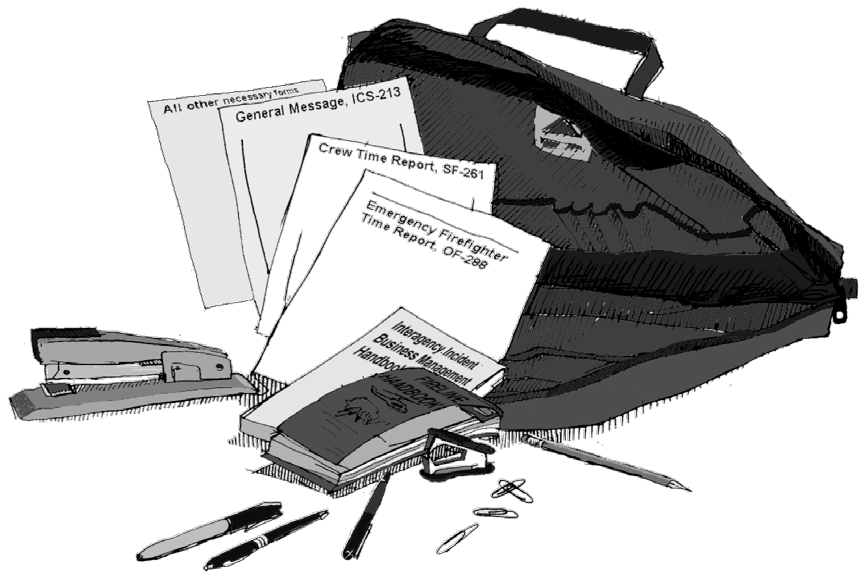 All other necessary forms
General Message, ICS-213
Crew Time Report, SF-261
Emergency Firefighter
Time Report, OF-288
Interagency Incident
Business Management
Handbook
FIRELINE
HANDBOOK